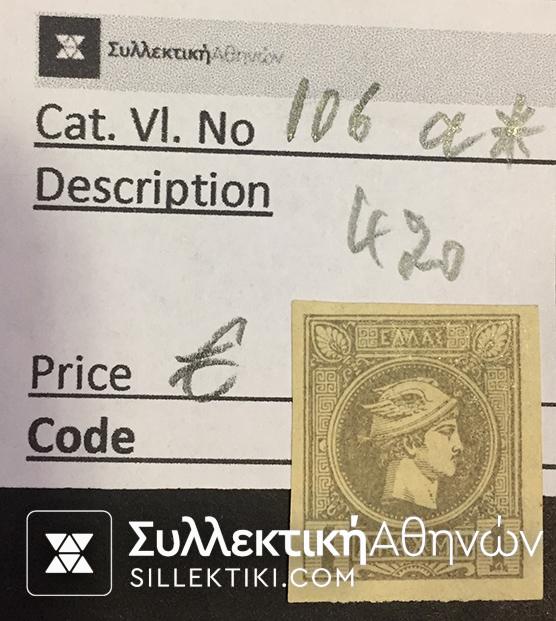 ΣυλλεκτικήΑθηνών
Cat. Vl. No 106 a*
Description
420
Price €
Code
ΕΛΛΑΣ
ΣυλλεκτικήΑθηνών
SILLEKTIKI.COM